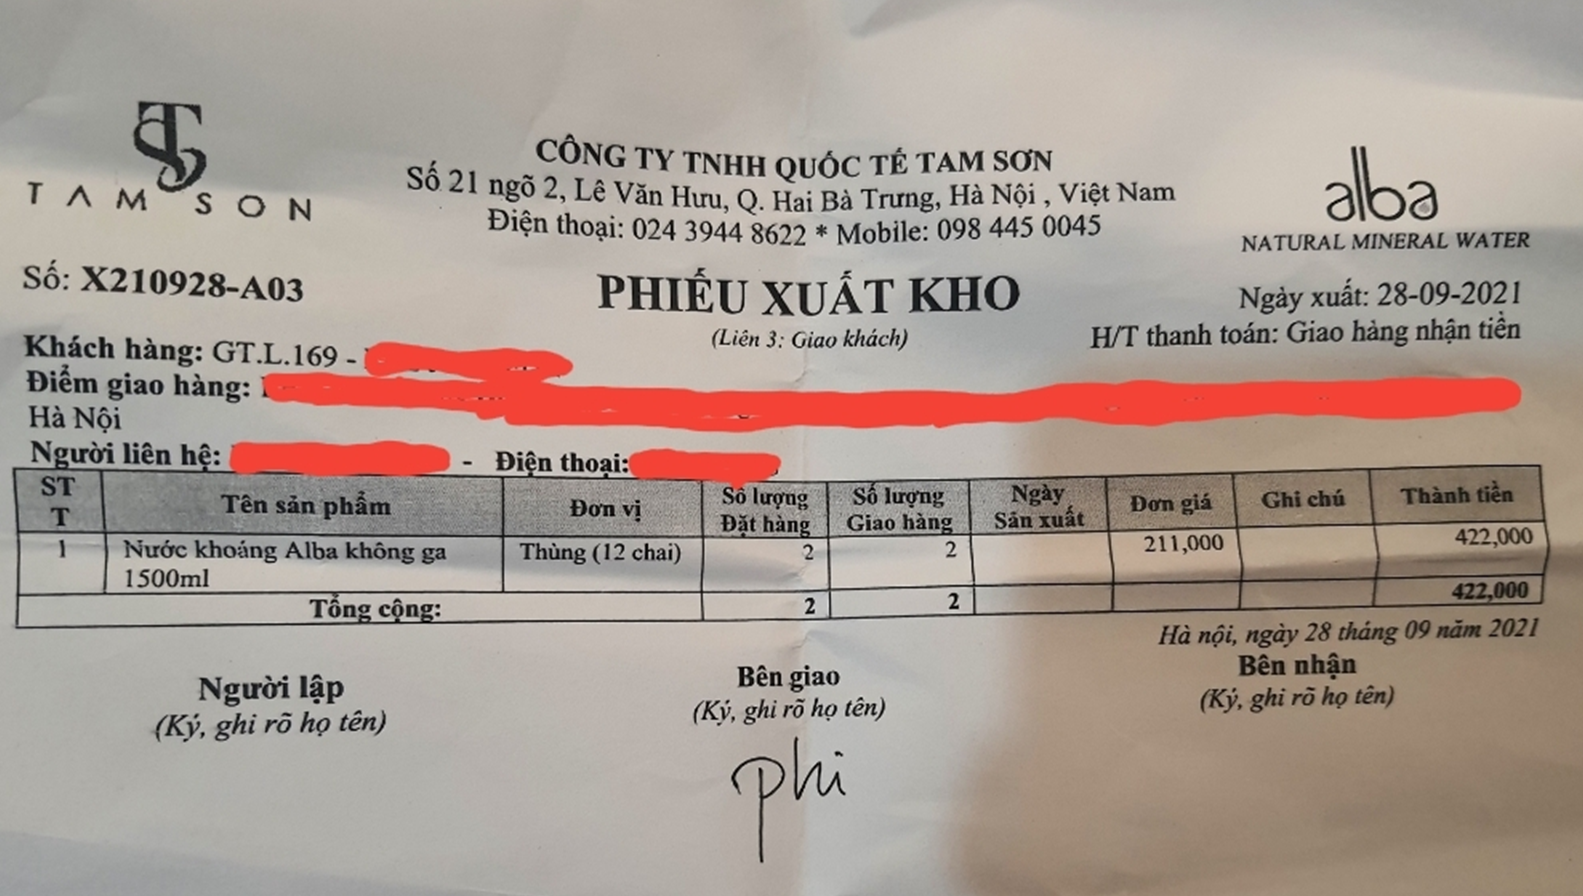 TS
TAM SON
CÔNG TY TNHH QUỐC TẾ TAM SƠN
Số 21 ngõ 2, Lê Văn Hưu, Q. Hai Bà Trưng, Hà Nội , Việt Nam
Điện thoại: 024 3944 8622 * Mobile: 098 445 0045
alba
NATURAL MINERAL WATER
Số: X210928-A03
PHIẾU XUẤT KHO
(Liên 3: Giao khách)
Ngày xuất: 28-09-2021
H/T thanh toán: Giao hàng nhận tiền
Khách hàng: GT.L.169 -
Điểm giao hàng:
Hà Nội
Người liên hệ: - Điện thoại:
STT Tên sản phẩm Đơn vị Số lượng Đặt hàng Số lượng Giao hàng Ngày Sản xuất Đơn giá Ghi chú Thành tiền
1 Nước khoáng Alba không ga Thùng (12 chai) 2 2 211,000 422,000
1500ml
Tổng cộng: 2 2 422,000
Hà nội, ngày 28 tháng 09 năm 2021
Người lập
(Ký, ghi rõ họ tên)
Bên giao
(Ký, ghi rõ họ tên)
Bên nhận
(Ký, ghi rõ họ tên)
phi